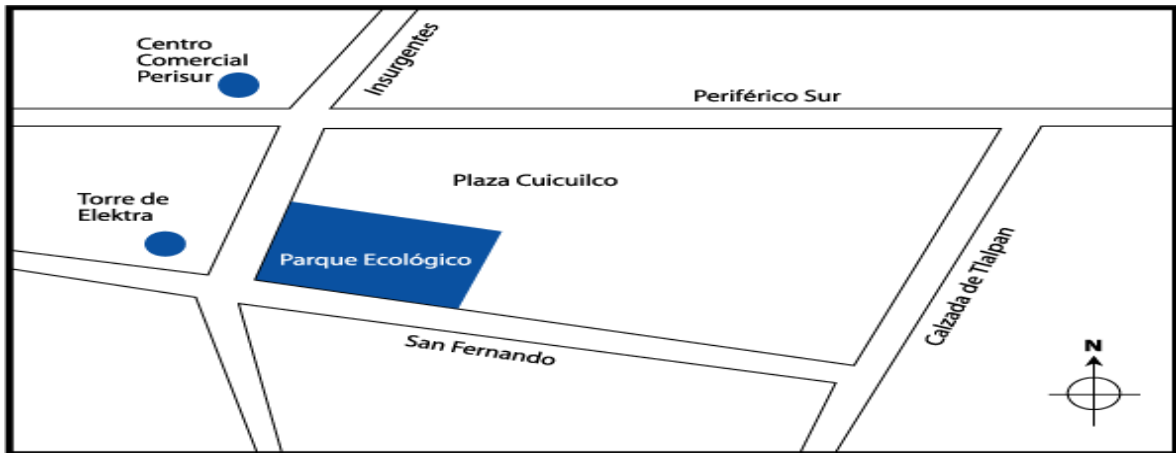 Centro
Comercial
Perisur
Insurgentes
Periférico Sur
Plaza Cuicuilco
Torre de
Elektra
Parque Ecológico
Calzada de Tlalpan
San Fernando
N